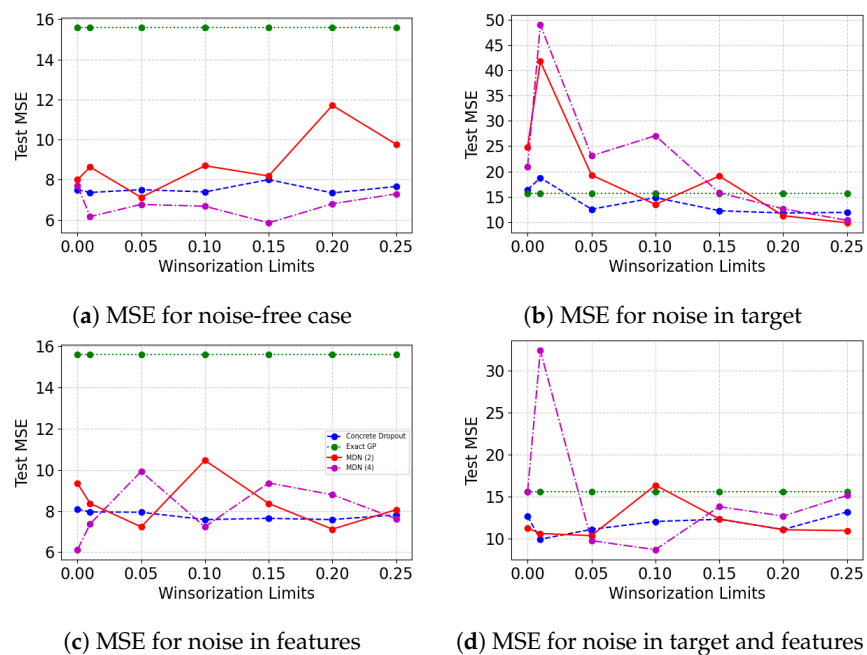 16
14
12
10
8
6
Test MSE
0.00 0.05 0.10 0.15 0.20 0.25
Winsorization Limits
(a) MSE for noise-free case
50
45
40
35
30
25
20
15
10
Test MSE
0.00 0.05 0.10 0.15 0.20 0.25
Winsorization Limits
(b) MSE for noise in target
16
14
12
10
8
6
Test MSE
Concrete Dropout
Exact GP
MDN (2)
MDN (4)
0.00 0.05 0.10 0.15 0.20 0.25
Winsorization Limits
(c) MSE for noise in features
30
25
20
15
10
Test MSE
0.00 0.05 0.10 0.15 0.20 0.25
Winsorization Limits
(d) MSE for noise in target and features